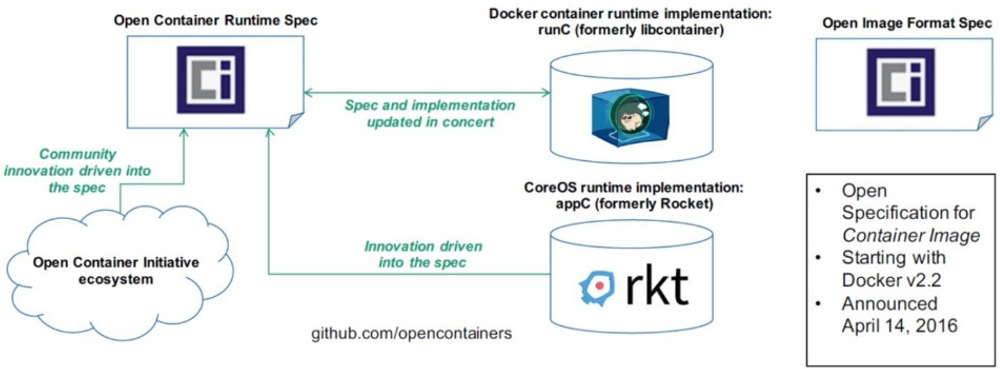 Open Container Runtime Spec
Ci
Docker container runtime implementation:
runC (formerly libcontainer)
Open Image Format Spec
Ci
Spec and implementation
updated in concert
Community
innovation driven into
the spec
CoreOS runtime implementation:
appC (formerly Rocket)
Innovation driven
into the spec
rkt
Open Container Initiative
ecosystem
github.com/opencontainers
• Open
Specification for
Container Image
• Starting with
Docker v2.2
• Announced
April 14, 2016